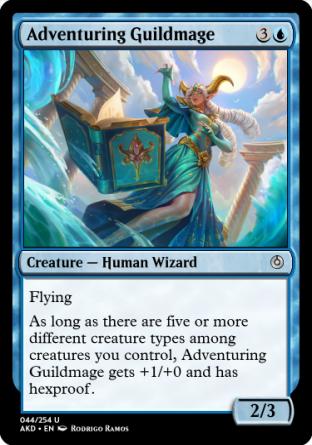 Adventuring Guildmage 3
Creature — Human Wizard
Flying
As long as there are five or more
different creature types among
creatures you control, Adventuring
Guildmage gets +1/+0 and has
hexproof.
2/3
044/254 U
AKD • EN Rodrigo Ramos